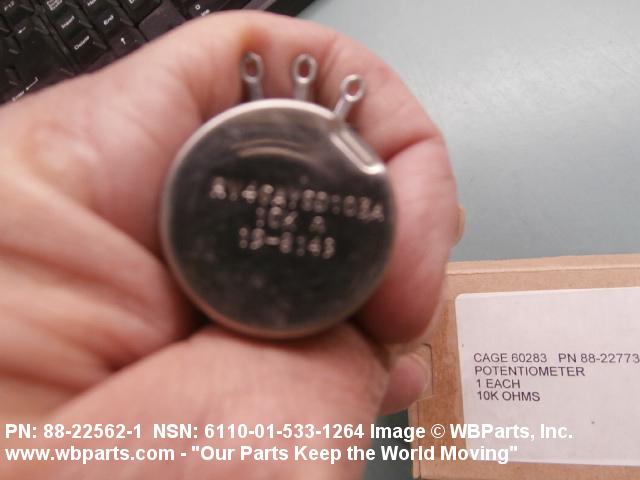 10K A
CAGE 60283 PN 88-22773
POTENTIOMETER
1 EACH
10K OHMS
PN: 88-22562-1 NSN: 6110-01-533-1264 Image © WBParts, Inc.
www.wbparts.com - "Our Parts Keep the World Moving"